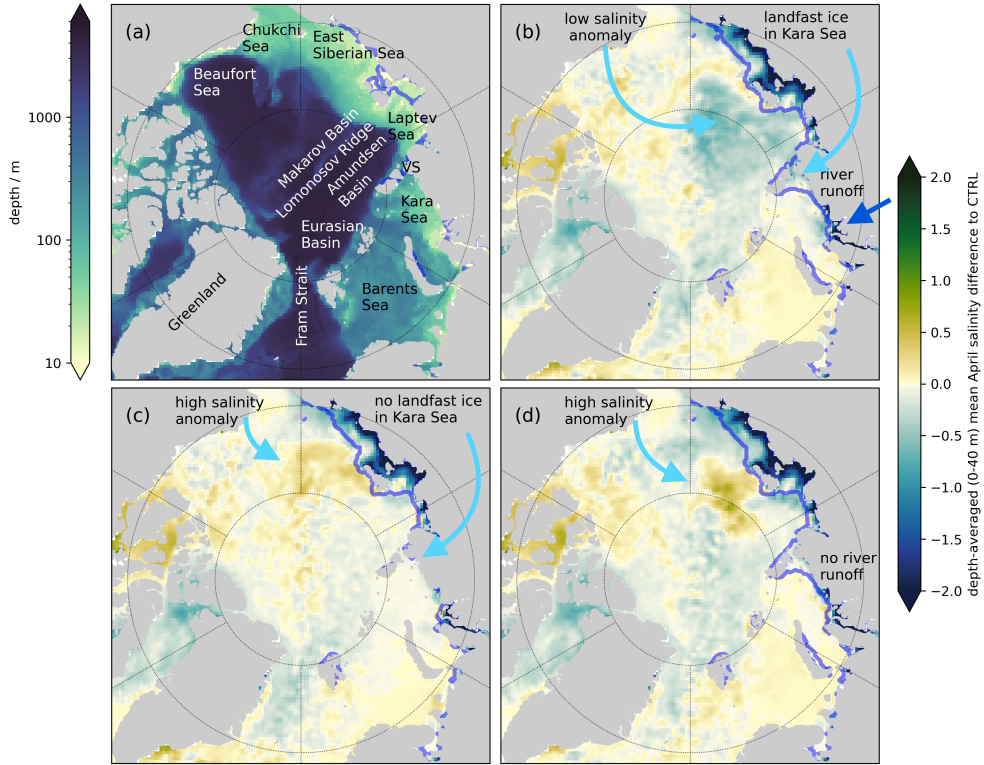 (a)
Chukchi
Sea
East
Siberian Sea
Beaufort
Sea
Laptev
Sea
Makarov Basin
Lomonosov Ridge
Amundsen
Basin
VS
Kara
Sea
Eurasian
Basin
Barents
Sea
Greenland
Fram Strait
1000
100
10
depth / m
(b)
low salinity
anomaly
landfast ice
in Kara Sea
river
runoff
(c)
high salinity
anomaly
no landfast ice
in Kara Sea
(d)
high salinity
anomaly
no river
runoff
2.0
1.5
1.0
0.5
0.0
−0.5
−1.0
−1.5
−2.0
depth-averaged (0-40 m) mean April salinity difference to CTRL